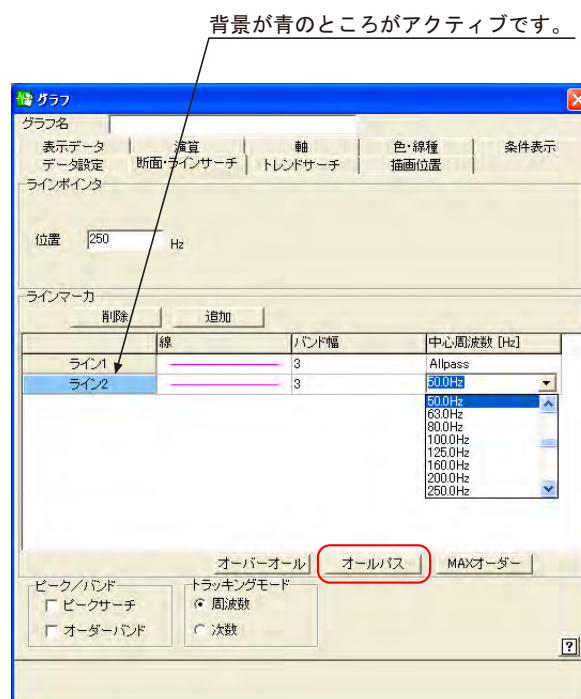 背景が青のところがアクティブです。
グラフ
グラフ名
表示データ 演算 軸 色・線種 条件表示
データ設定 断面・ラインサーチ トレンドサーチ 描画位置
ラインポインタ
位置 250 Hz
ラインマーカ
削除 追加
線 バンド幅 中心周波数 [Hz]
ライン1 3 Allpass
ライン2 3 50.0Hz
50.0Hz
63.0Hz
80.0Hz
100.0Hz
125.0Hz
160.0Hz
200.0Hz
250.0Hz
オーバーオール オールパス MAXオーダー
ピーク/バンド トラッキングモード
ピークサーチ 周波数
オーダーバンド 次数
?